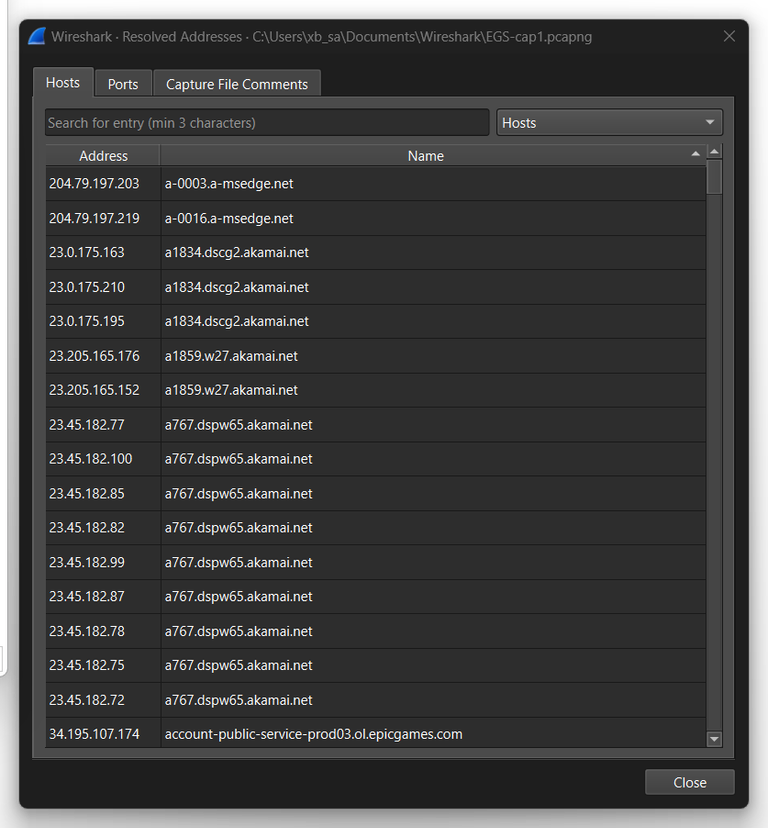 Wireshark · Resolved Addresses · C:\Users\xb_sa\Documents\Wireshark\EGS-cap1.pcapng
Hosts Ports Capture File Comments
Search for entry (min 3 characters) Hosts
Address Name
204.79.197.203 a-0003.a-msedge.net
204.79.197.219 a-0016.a-msedge.net
23.0.175.163 a1834.dscg2.akamai.net
23.0.175.210 a1834.dscg2.akamai.net
23.0.175.195 a1834.dscg2.akamai.net
23.205.165.176 a1859.w27.akamai.net
23.205.165.152 a1859.w27.akamai.net
23.45.182.77 a767.dspw65.akamai.net
23.45.182.100 a767.dspw65.akamai.net
23.45.182.85 a767.dspw65.akamai.net
23.45.182.82 a767.dspw65.akamai.net
23.45.182.99 a767.dspw65.akamai.net
23.45.182.87 a767.dspw65.akamai.net
23.45.182.78 a767.dspw65.akamai.net
23.45.182.75 a767.dspw65.akamai.net
23.45.182.72 a767.dspw65.akamai.net
34.195.107.174 account-public-service-prod03.ol.epicgames.com
Close